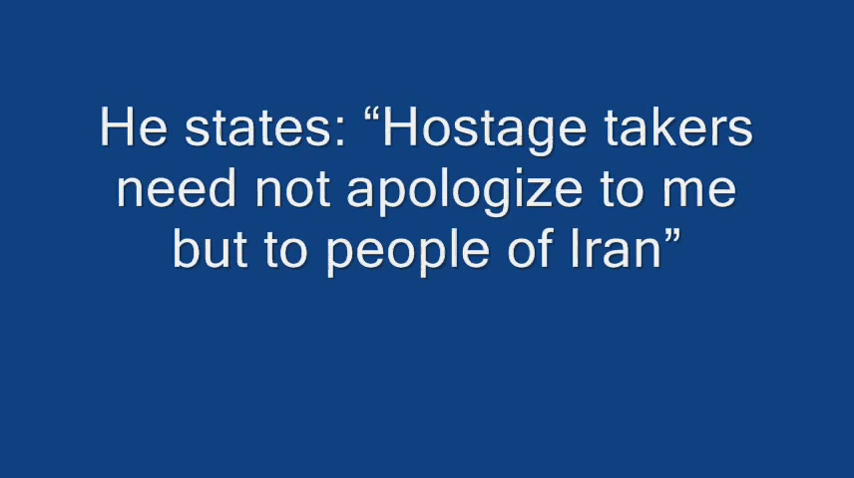 He states: “Hostage takers
need not apologize to me
but to people of Iran”